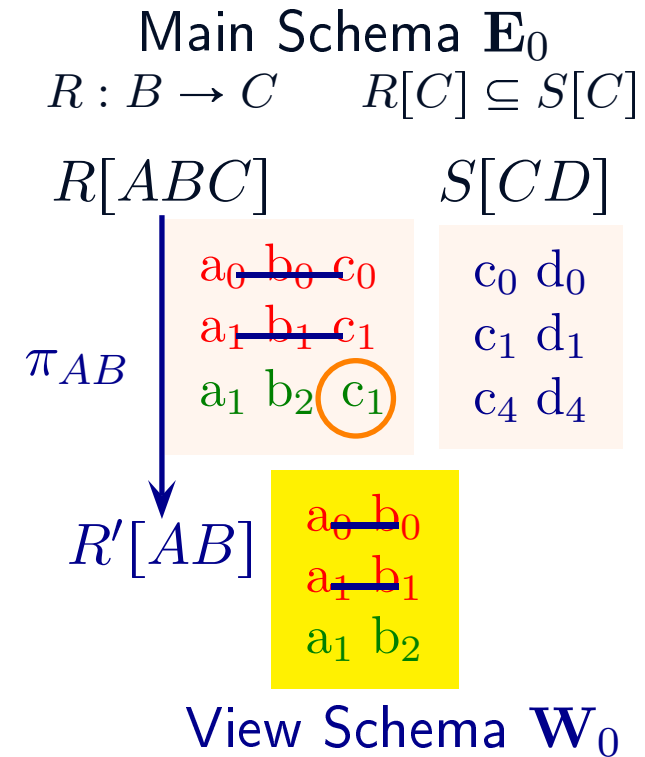 Main Schema E₀
R : B → C R[C] ⊆ S[C]
R[ABC] S[CD]
a₀ b₀ c₀ c₀ d₀
a₁ b₁ c₁ c₁ d₁
a₁ b₂ c₁ c₄ d₄
π_AB
R′[AB]
a₀ b₀
a₁ b₁
a₁ b₂
View Schema W₀